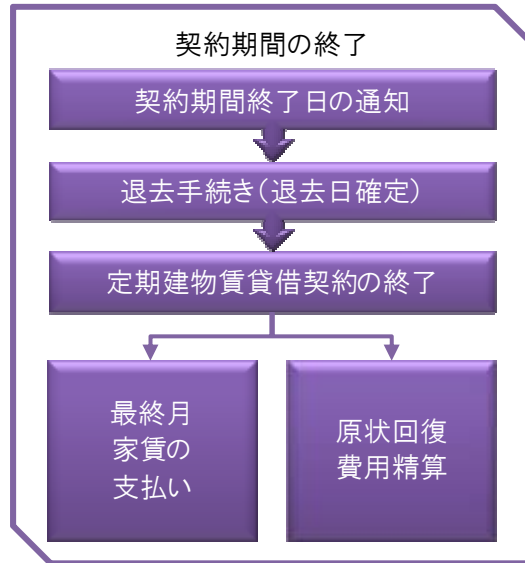 契約期間の終了
契約期間終了日の通知
退去手続き(退去日確定)
定期建物賃貸借契約の終了
最終月
家賃の
支払い
原状回復
費用精算